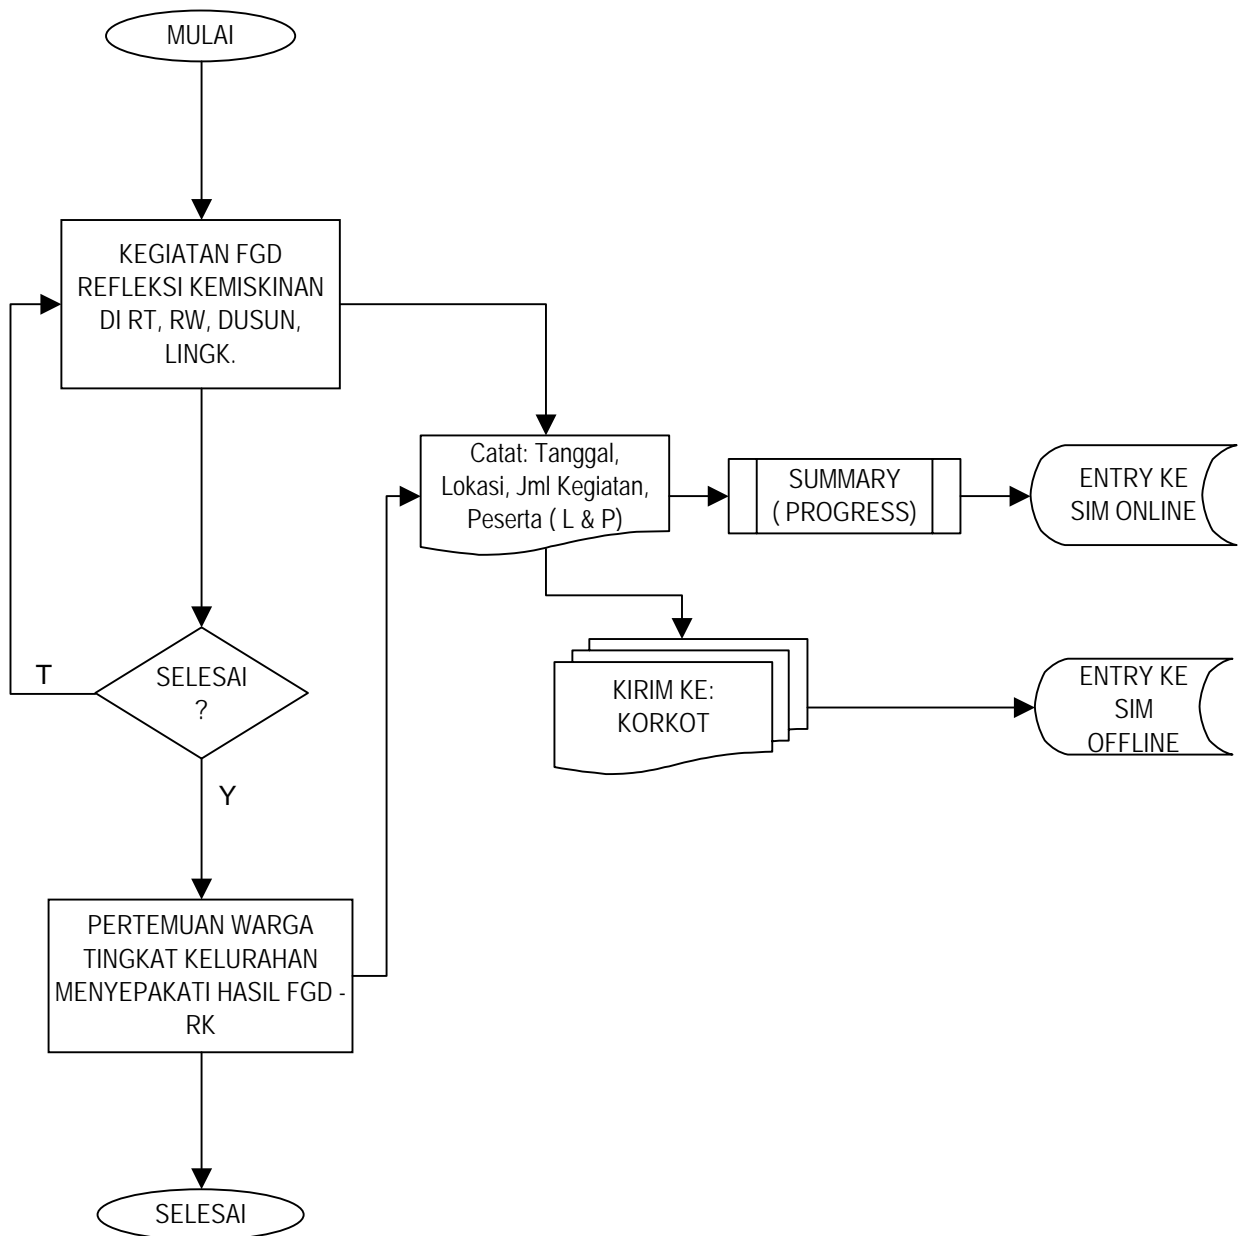 MULAI
KEGIATAN FGD
REFLEKSI KEMISKINAN
DI RT, RW, DUSUN,
LINGK.
Catat: Tanggal,
Lokasi, Jml Kegiatan,
Peserta ( L & P)
SUMMARY
( PROGRESS)
ENTRY KE
SIM ONLINE
T
SELESAI
?
KIRIM KE:
KORKOT
ENTRY KE
SIM
OFFLINE
Y
PERTEMUAN WARGA
TINGKAT KELURAHAN
MENYEPAKATI HASIL FGD -
RK
SELESAI